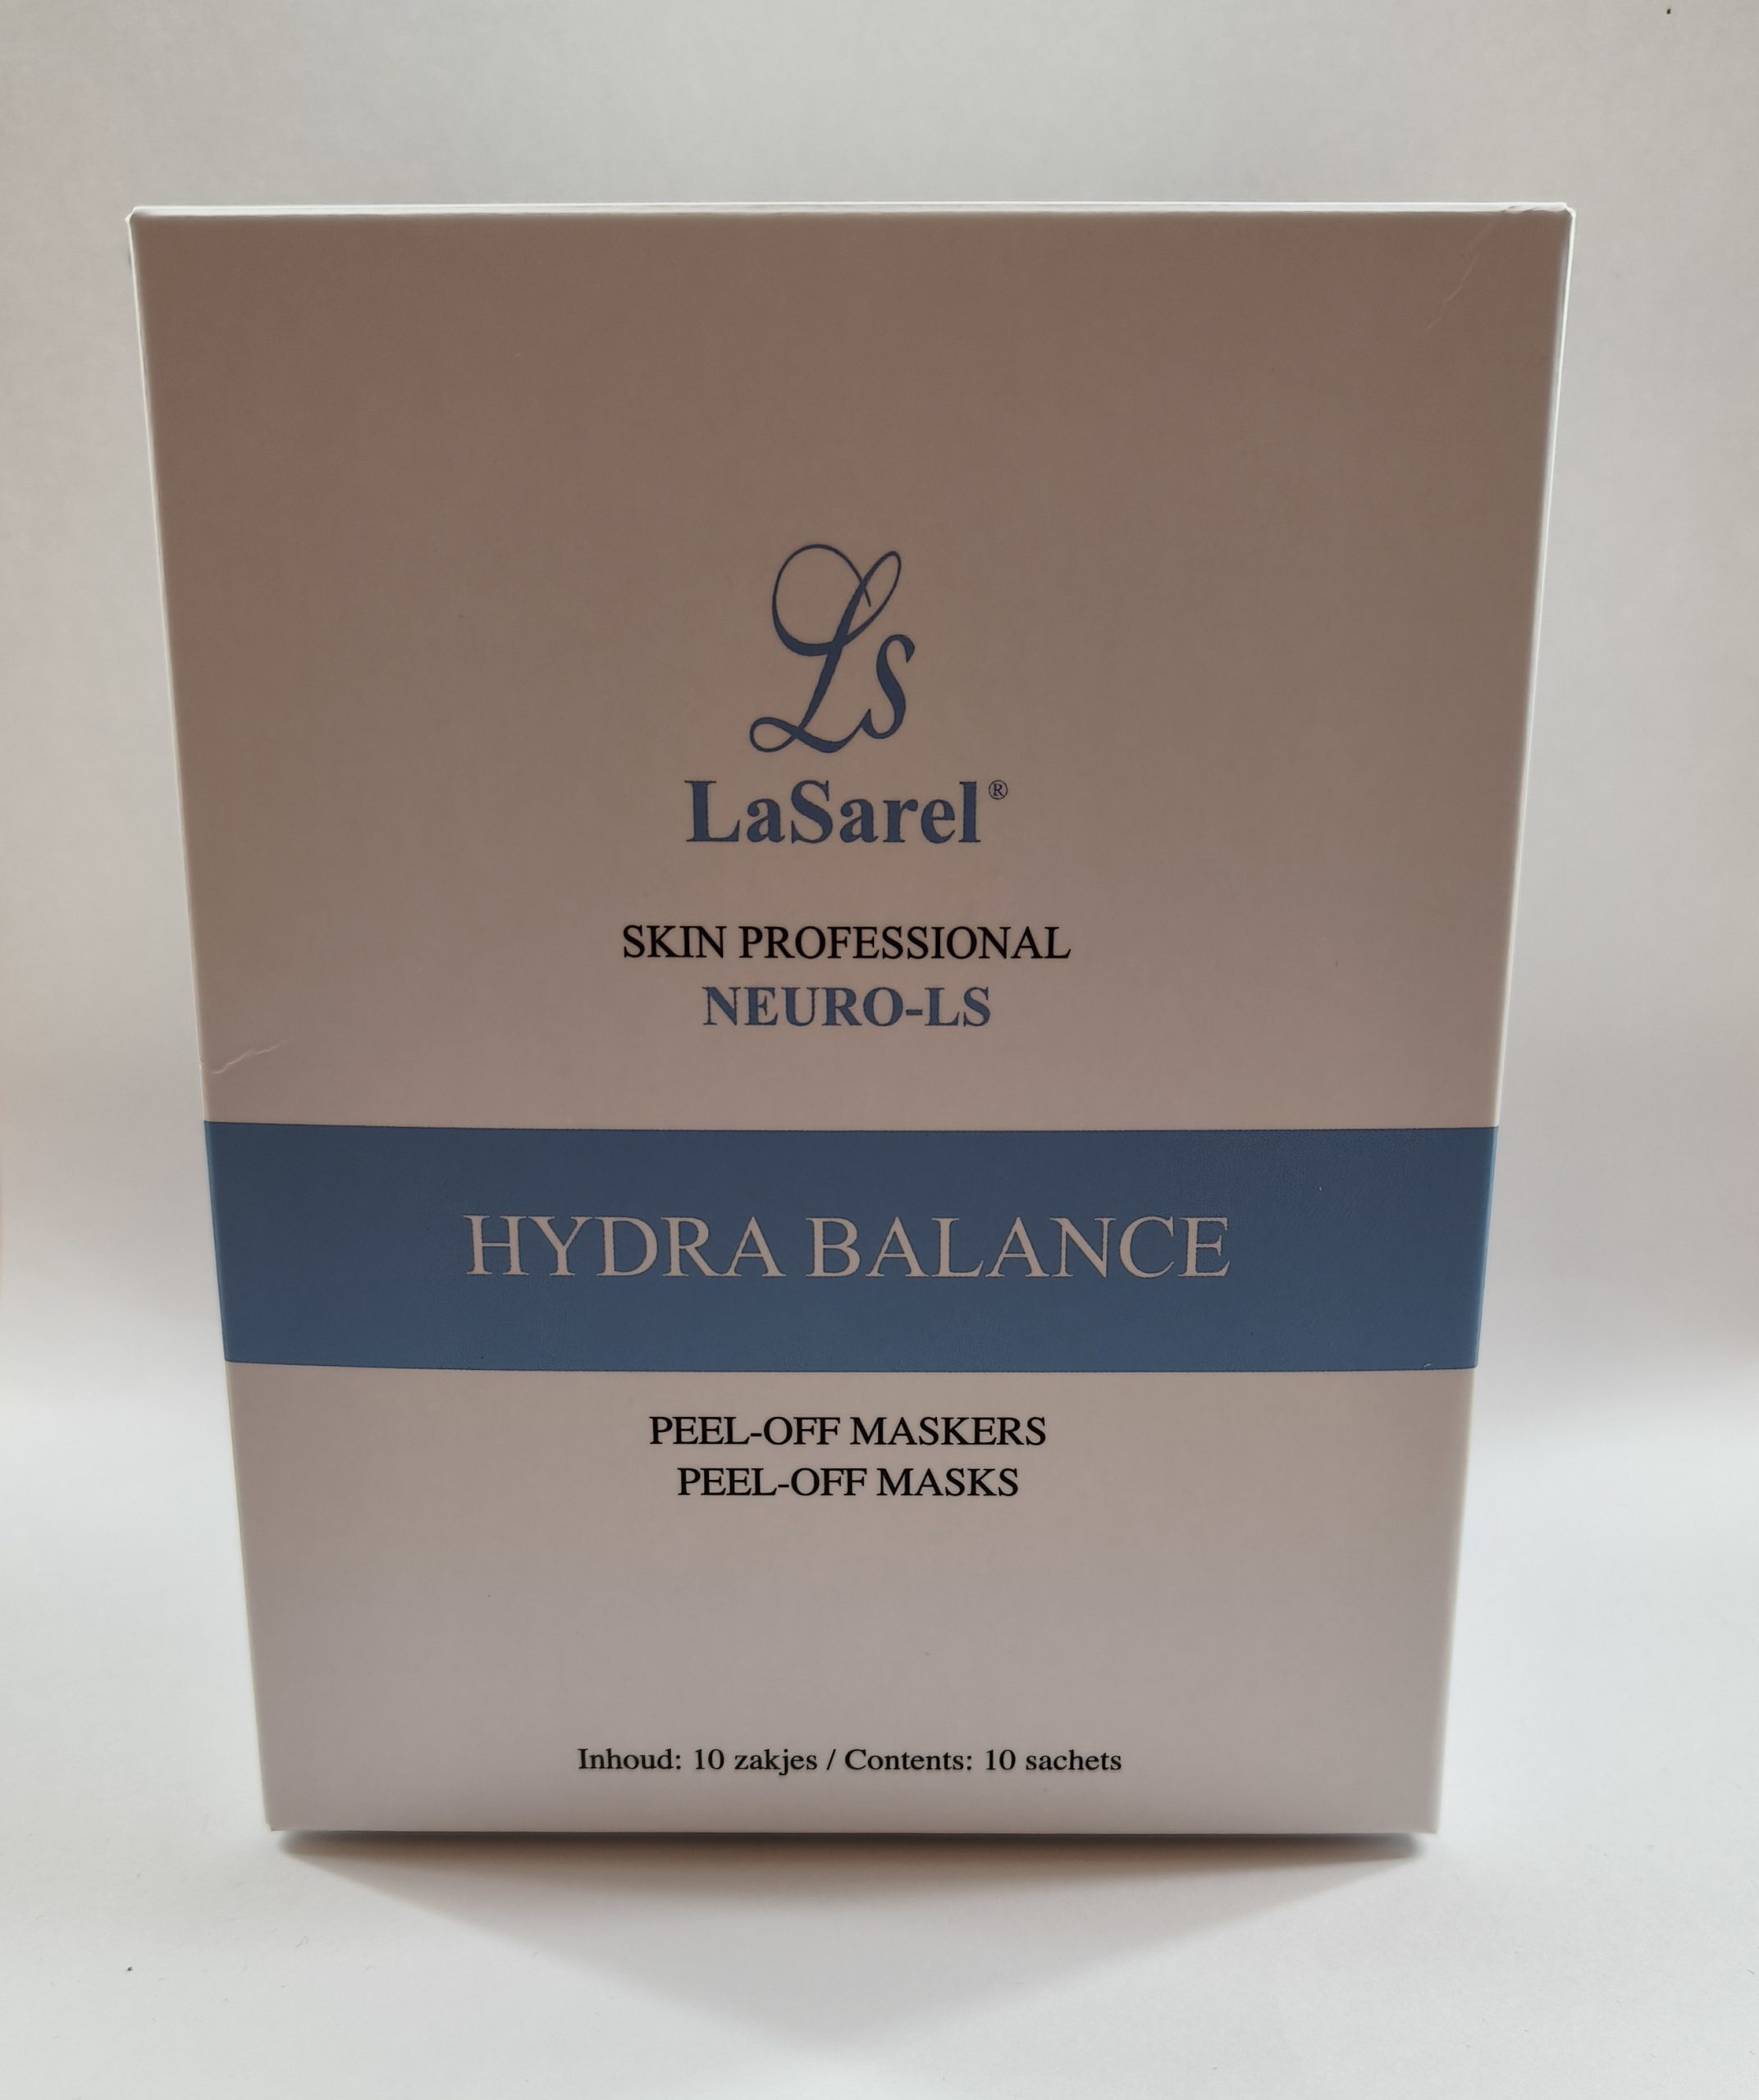 Ls
LaSarel®
SKIN PROFESSIONAL
NEURO-LS
HYDRA BALANCE
PEEL-OFF MASKERS
PEEL-OFF MASKS
Inhoud: 10 zakjes / Contents: 10 sachets